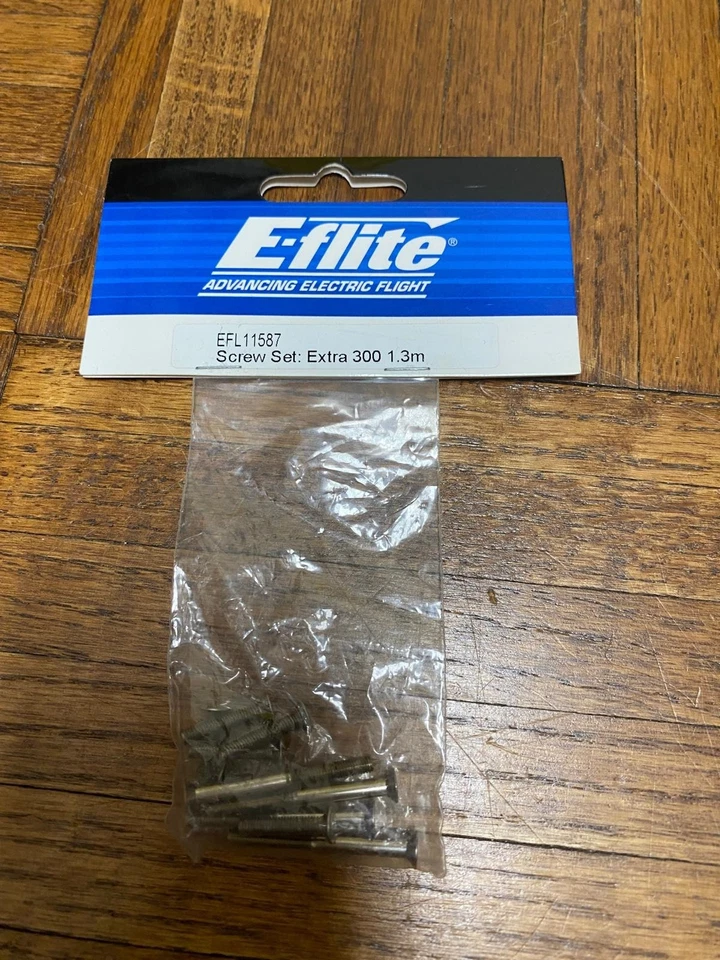 E-flite®
ADVANCING ELECTRIC FLIGHT
EFL11587
Screw Set: Extra 300 1.3m